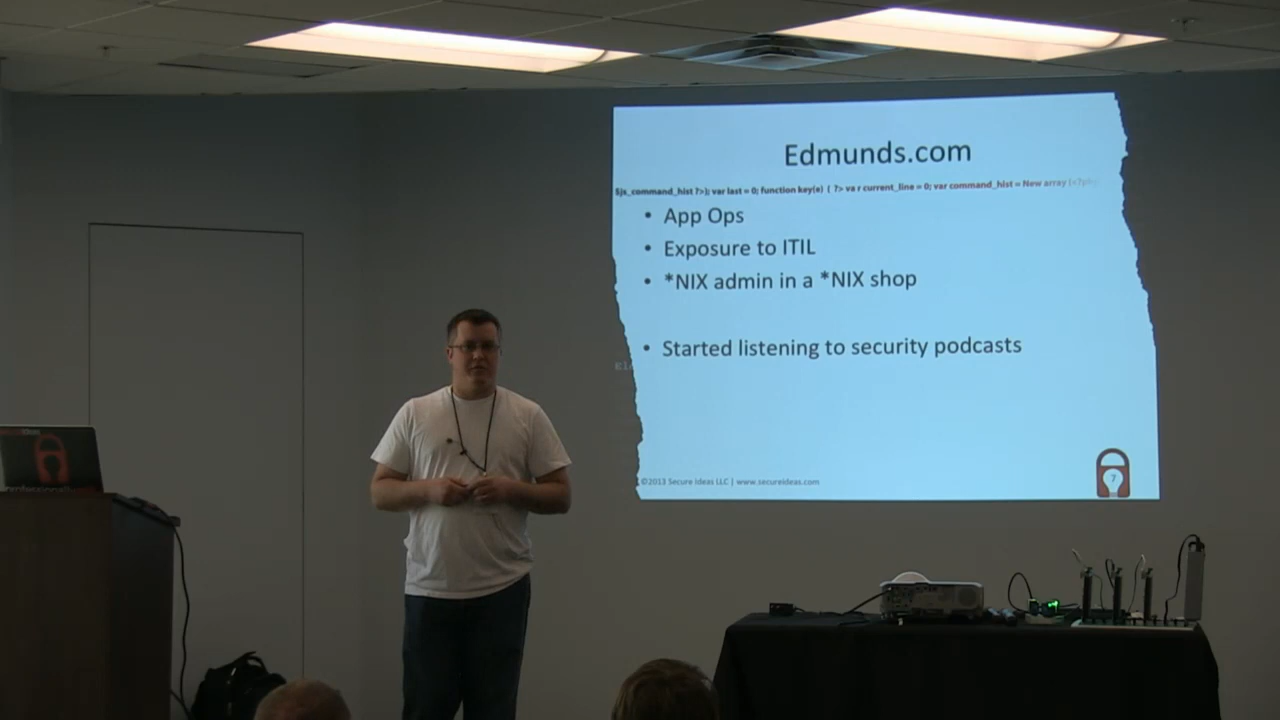 Edmunds.com
$js_command_hist ?>); var last = 0; function key(e) { ?> va r current_line = 0; var command_hist = New array (<?php
• App Ops
• Exposure to ITIL
• *NIX admin in a *NIX shop
• Started listening to security podcasts
©2013 Secure Ideas LLC | www.secureideas.com
7